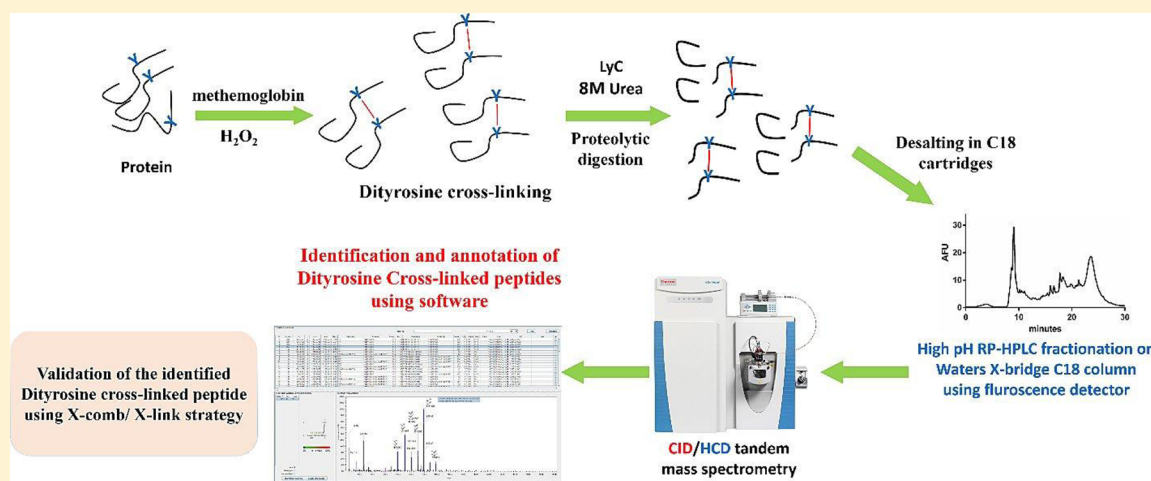 methemoglobin
H₂O₂
Protein
Y
Y
Y
Y
Y
Y
Y
Y
Y
Dityrosine cross-linking
LyC
8M Urea
Proteolytic
digestion
Y
Y
Y
Y
Y
Y
Desalting in C18
cartridges
AFU
30
20
10
0
0
10
20
30
minutes
High pH RP-HPLC fractionation on
Waters X-bridge C18 column
using fluroscence detector
CID/HCD tandem
mass spectrometry
Identification and annotation of
Dityrosine Cross-linked peptides
using software
Validation of the identified
Dityrosine cross-linked peptide
using X-comb/ X-link strategy